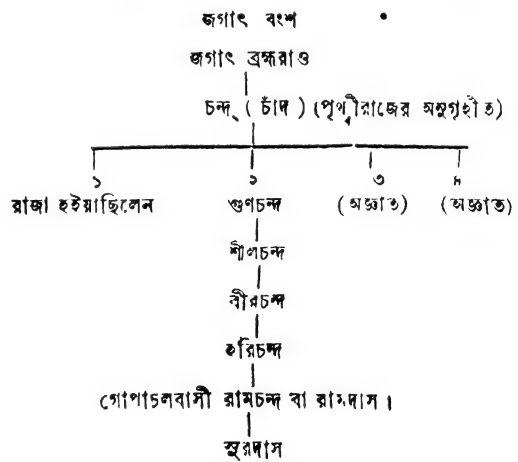 জগাৎ বংশ
জগাৎ ব্রহ্মরাও
চন্দ্ ( চাঁদ ) (পৃথ্বীরাজের অনুগৃহীত)
১ ২ ৩ ৪
রাজা হইয়াছিলেন গুণচন্দ (অজ্ঞাত) (অজ্ঞাত)
শীলচন্দ
বীরচন্দ
হরিচন্দ
গোপাচলবাসী রামচন্দ বা রামদাস।
সুরদাস